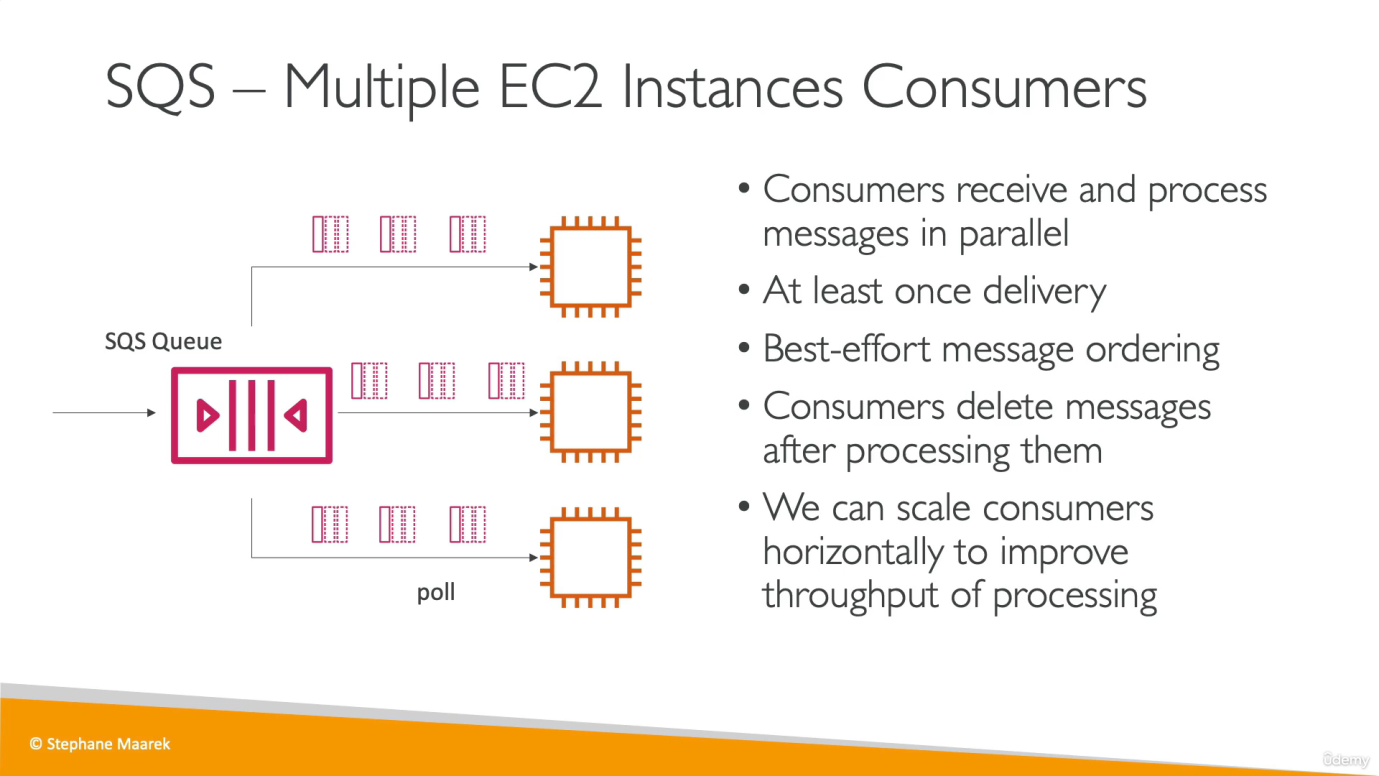 SQS – Multiple EC2 Instances Consumers
SQS Queue
poll
• Consumers receive and process
messages in parallel
• At least once delivery
• Best-effort message ordering
• Consumers delete messages
after processing them
• We can scale consumers
horizontally to improve
throughput of processing
© Stephane Maarek
ûdemy